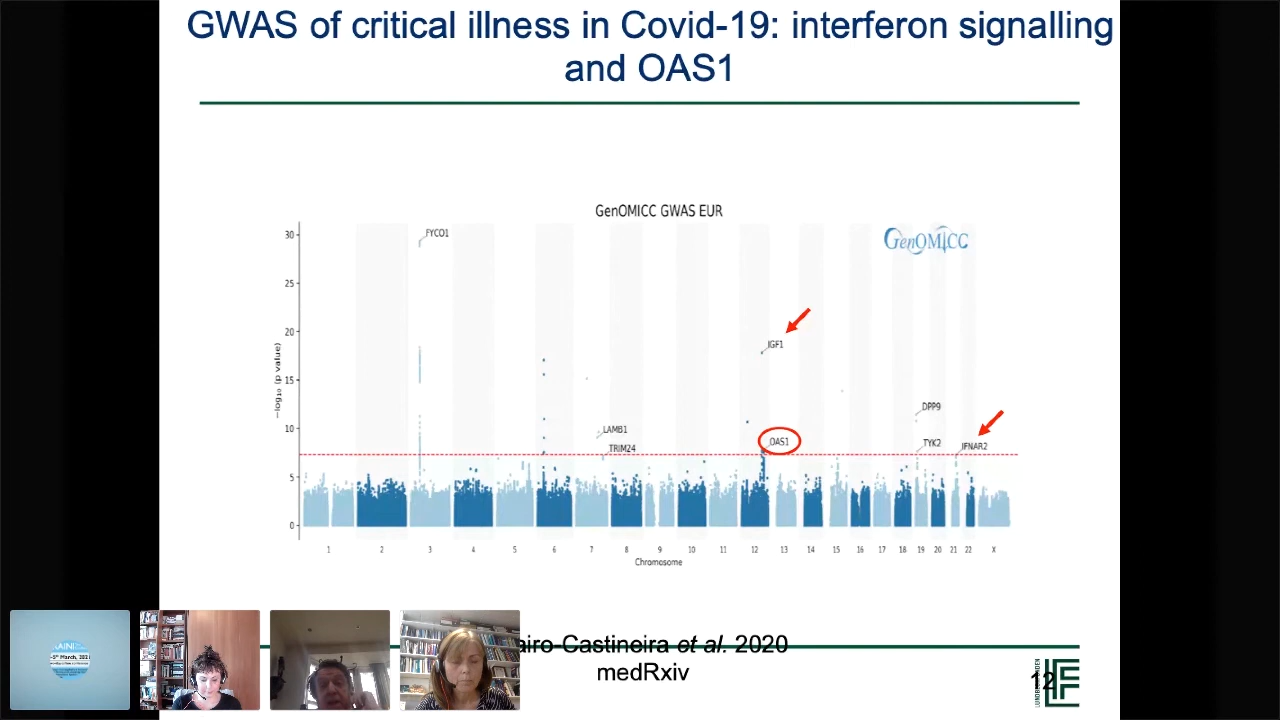 GWAS of critical illness in Covid-19: interferon signalling
and OAS1
GenOMICC GWAS EUR
GenOMICC
30
25
20
15
10
5
0
−log₁₀ (p value)
FYCO1
IGF1
DPP9
LAMB1
OAS1
TRIM24
TYK2
IFNAR2
1 2 3 4 5 6 7 8 9 10 11 12 13 14 15 16 17 18 19 20 21 22 X
Chromosome
airo-Castineira et al. 2020
medRxiv
12